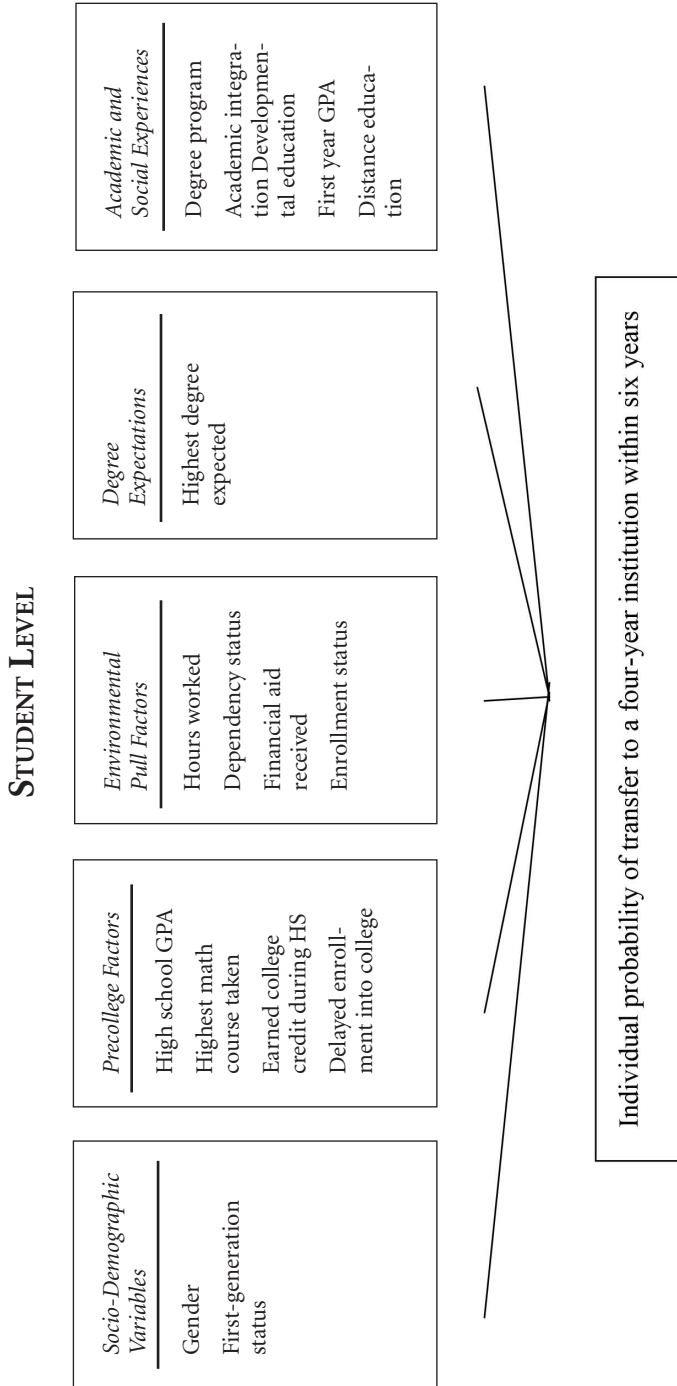 STUDENT LEVEL
Socio-Demographic
Variables
Gender
First-generation
status
Precollege Factors
High school GPA
Highest math
course taken
Earned college
credit during HS
Delayed enroll-
ment into college
Environmental
Pull Factors
Hours worked
Dependency status
Financial aid
received
Enrollment status
Degree
Expectations
Highest degree
expected
Academic and
Social Experiences
Degree program
Academic integra-
tion Developmen-
tal education
First year GPA
Distance educa-
tion
Individual probability of transfer to a four-year institution within six years